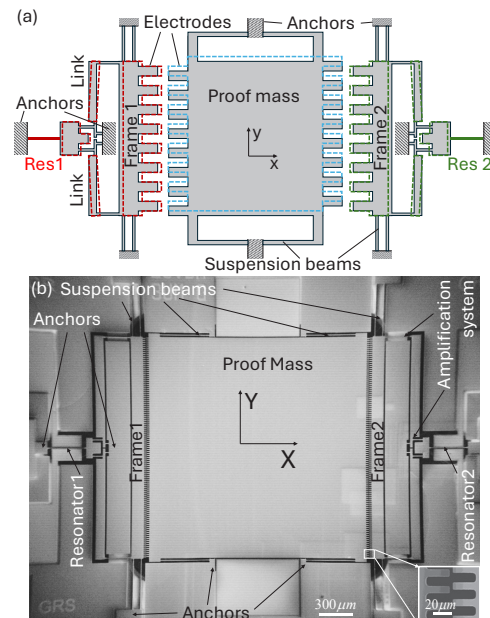 (a)
Electrodes
Anchors
Link
Frame 1
Proof mass
Frame 2
Anchors
y
x
Res1
Res 2
Link
Suspension beams
(b)
Suspension beams
Anchors
Amplification
system
Proof Mass
Y
X
Frame1
Frame2
Resonator1
Resonator2
GRS
Anchors
300μm
20μm